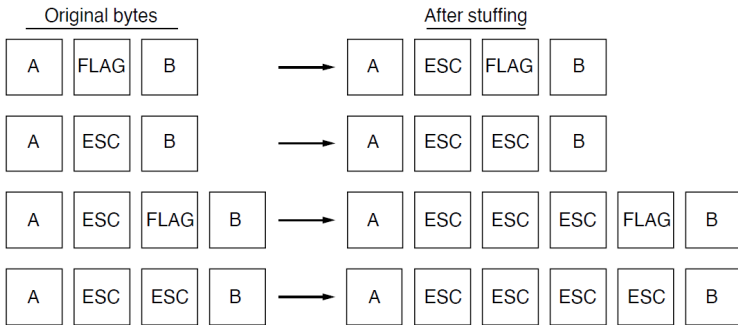 Original bytes After stuffing
A FLAG B A ESC FLAG B
A ESC B A ESC ESC B
A ESC FLAG B A ESC ESC ESC FLAG B
A ESC ESC B A ESC ESC ESC ESC B